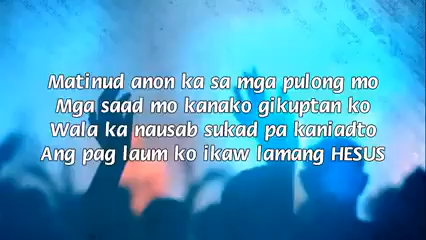 Matinud anon ka sa mga pulong mo
Mga saad mo kanako gikuptan ko
Wala ka nausab sukad pa kaniadto
Ang pag laum ko ikaw lamang HESUS